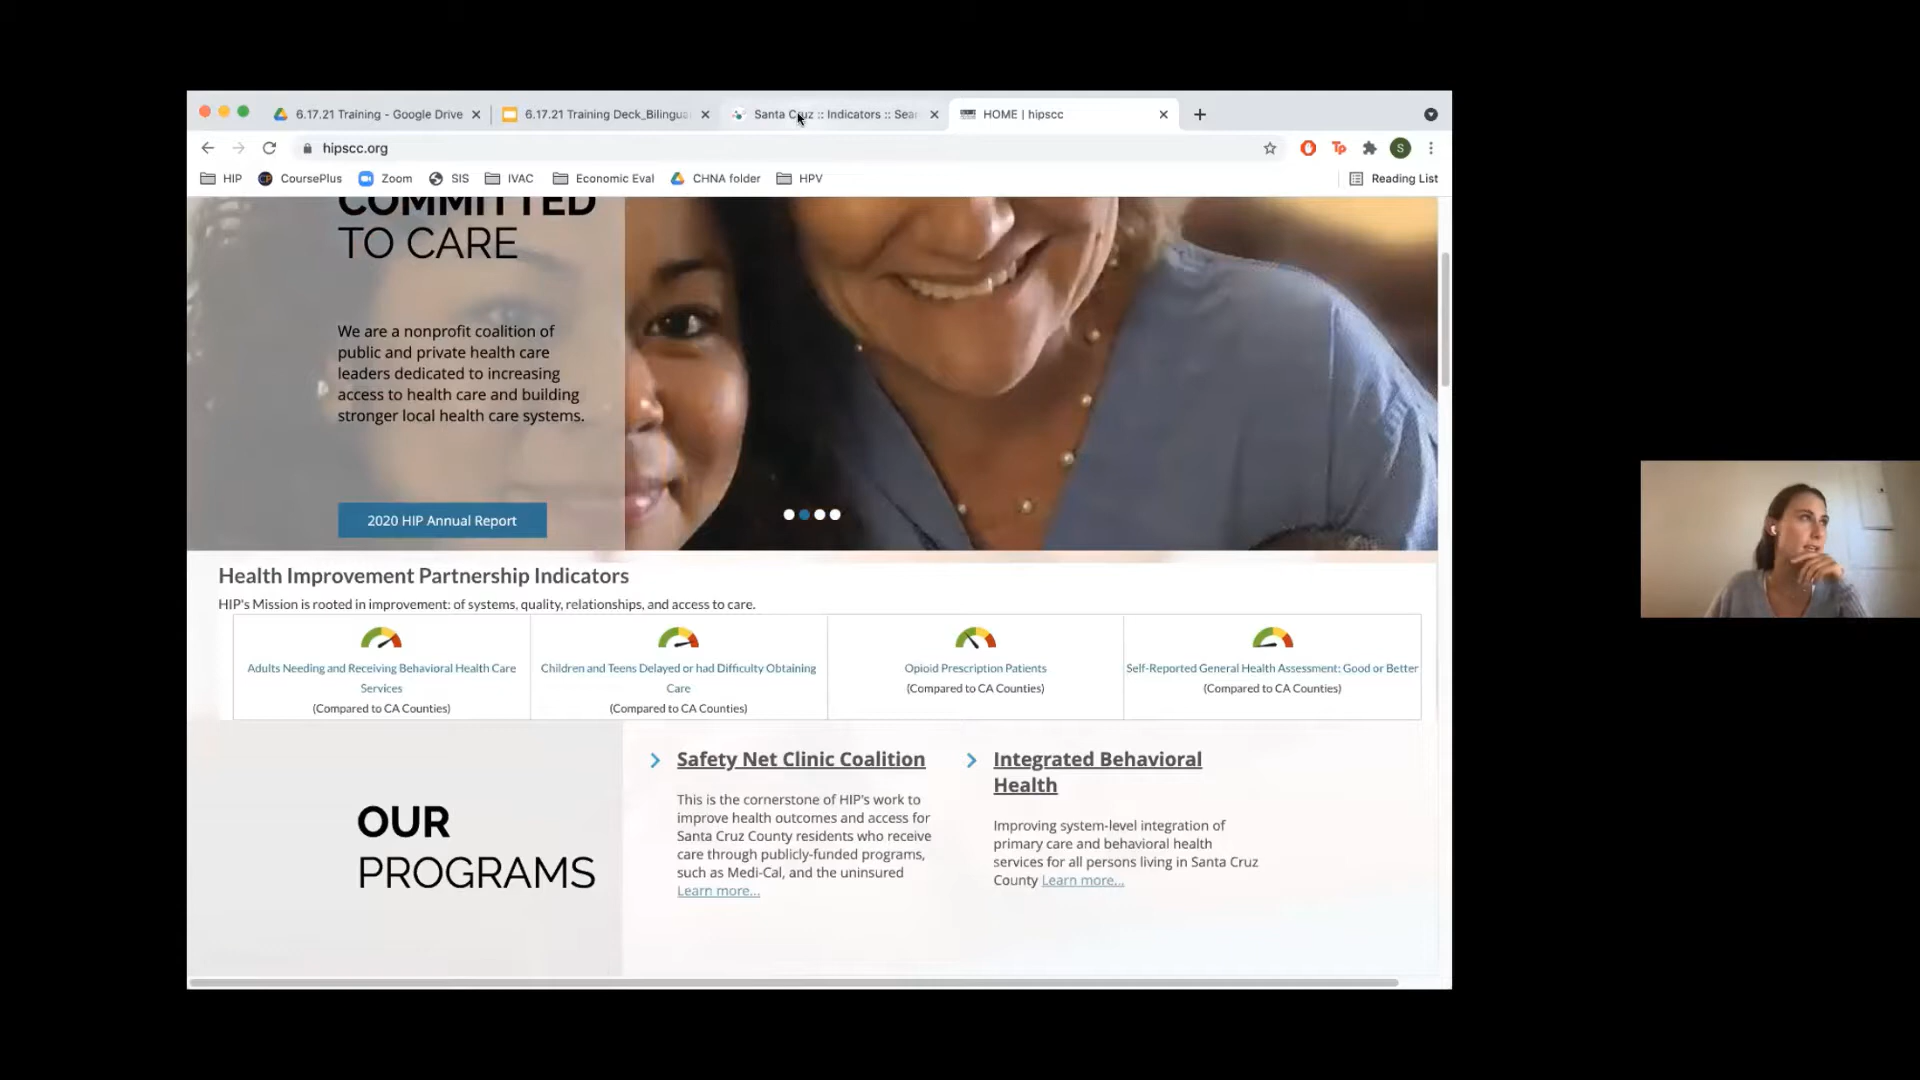 6.17.21 Training - Google Drive
6.17.21 Training Deck_Bilingua
Santa Cruz :: Indicators :: Sea
HOME | hipscc
hipscc.org
Tp
S
HIP
CoursePlus
Zoom
SIS
IVAC
Economic Eval
CHNA folder
HPV
Reading List
COMMITTED
TO CARE
We are a nonprofit coalition of
public and private health care
leaders dedicated to increasing
access to health care and building
stronger local health care systems.
2020 HIP Annual Report
Health Improvement Partnership Indicators
HIP's Mission is rooted in improvement: of systems, quality, relationships, and access to care.
Adults Needing and Receiving Behavioral Health Care
Services
(Compared to CA Counties)
Children and Teens Delayed or had Difficulty Obtaining
Care
(Compared to CA Counties)
Opioid Prescription Patients
(Compared to CA Counties)
Self-Reported General Health Assessment: Good or Better
(Compared to CA Counties)
OUR
PROGRAMS
Safety Net Clinic Coalition
This is the cornerstone of HIP's work to
improve health outcomes and access for
Santa Cruz County residents who receive
care through publicly-funded programs,
such as Medi-Cal, and the uninsured
Learn more...
Integrated Behavioral
Health
Improving system-level integration of
primary care and behavioral health
services for all persons living in Santa Cruz
County Learn more...